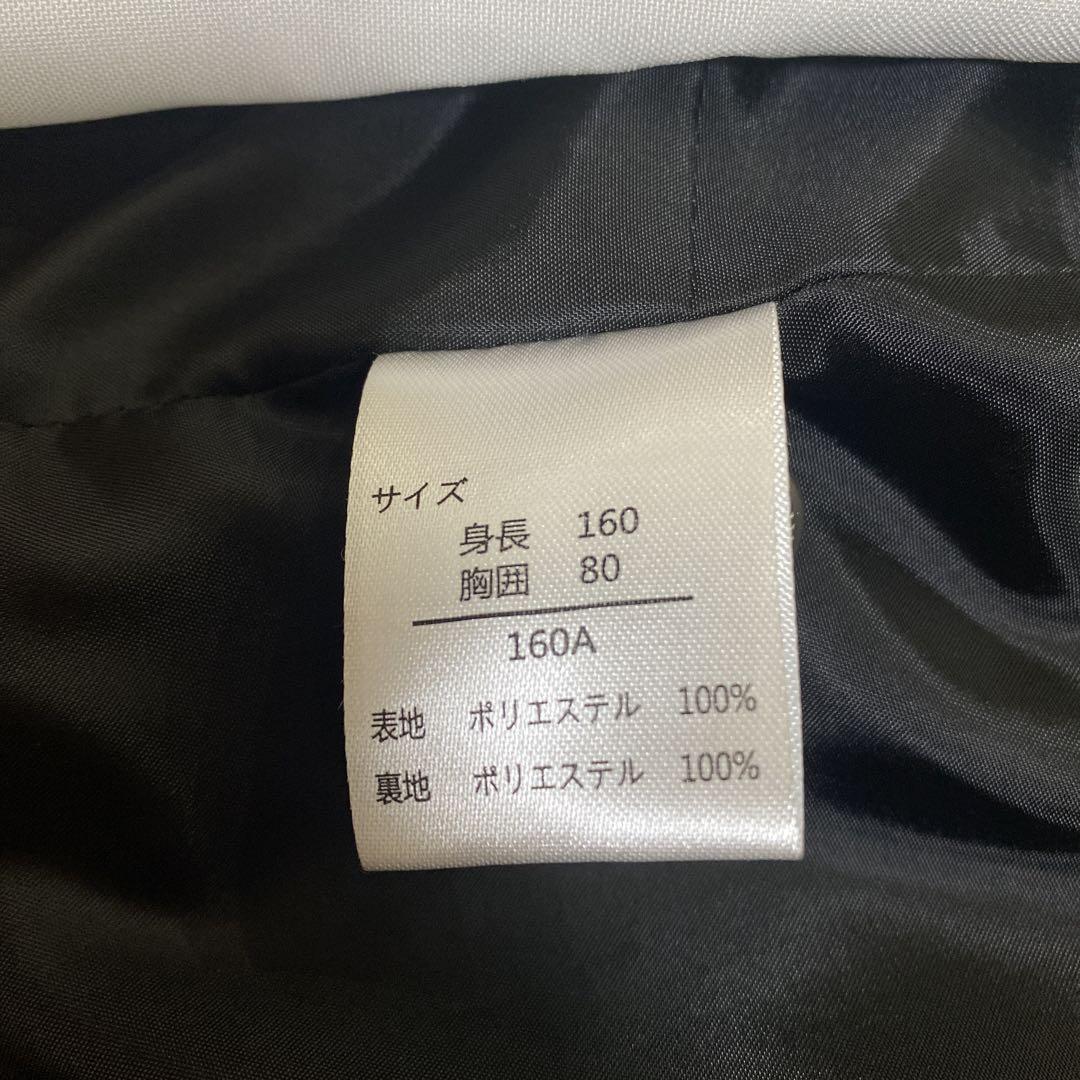 サイズ
身長 160
胸囲 80
160A
表地 ポリエステル 100%
裏地 ポリエステル 100%